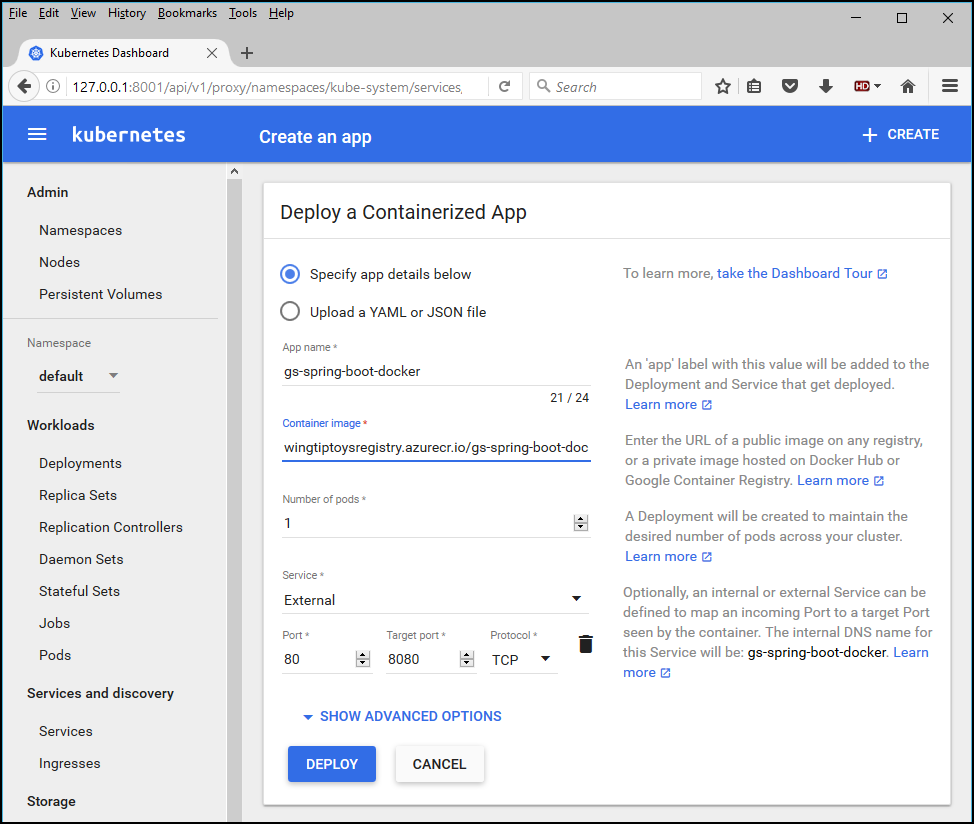 File Edit View History Bookmarks Tools Help
Kubernetes Dashboard
127.0.0.1:8001/api/v1/proxy/namespaces/kube-system/services
Search
HD
kubernetes
Create an app
CREATE
Admin
Namespaces
Nodes
Persistent Volumes
Namespace
default
Workloads
Deployments
Replica Sets
Replication Controllers
Daemon Sets
Stateful Sets
Jobs
Pods
Services and discovery
Services
Ingresses
Storage
Deploy a Containerized App
Specify app details below
To learn more, take the Dashboard Tour
Upload a YAML or JSON file
App name *
gs-spring-boot-docker
21 / 24
An 'app' label with this value will be added to the
Deployment and Service that get deployed.
Learn more
Container image *
wingtiptoysregistry.azurecr.io/gs-spring-boot-doc
Enter the URL of a public image on any registry,
or a private image hosted on Docker Hub or
Google Container Registry. Learn more
Number of pods *
1
A Deployment will be created to maintain the
desired number of pods across your cluster.
Learn more
Service *
External
Port *
80
Target port *
8080
Protocol *
TCP
Optionally, an internal or external Service can be
defined to map an incoming Port to a target Port
seen by the container. The internal DNS name for
this Service will be: gs-spring-boot-docker. Learn
more
SHOW ADVANCED OPTIONS
DEPLOY
CANCEL